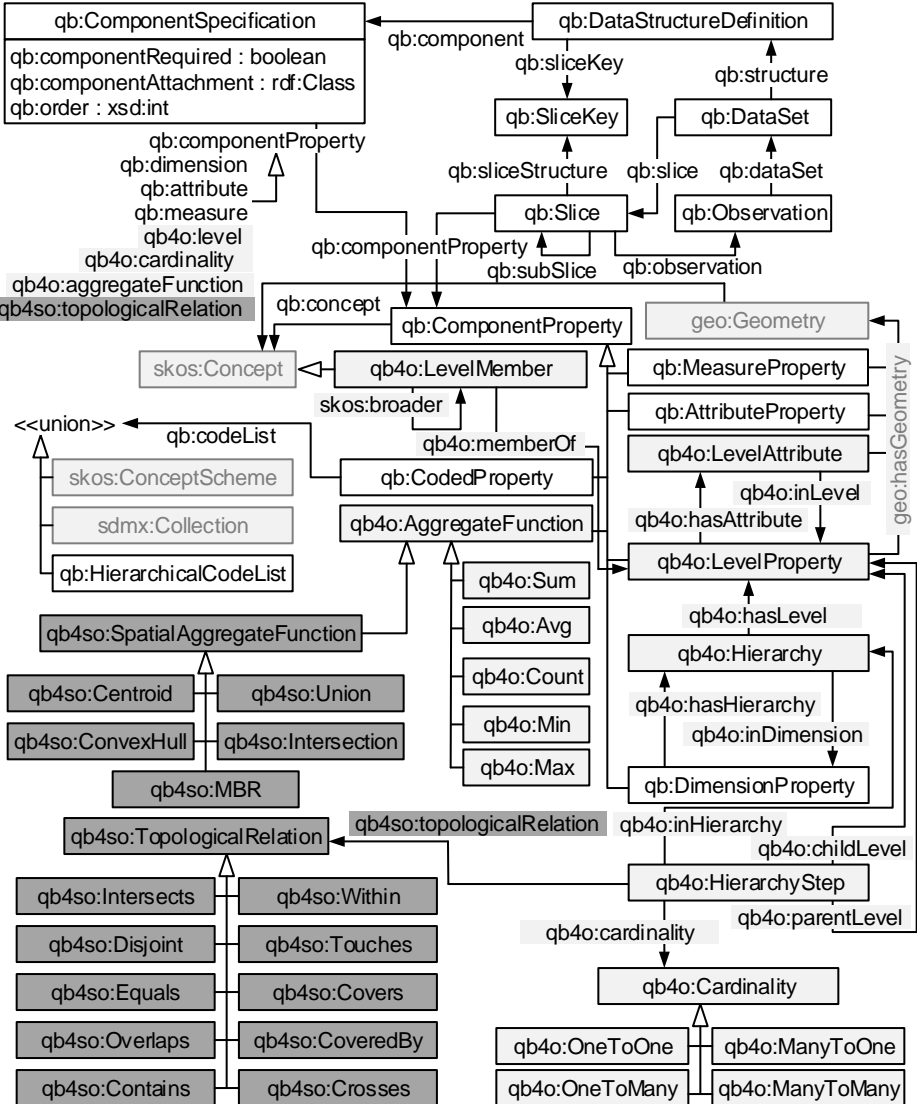 qb:ComponentSpecification
qb:componentRequired : boolean
qb:componentAttachment : rdf:Class
qb:order : xsd:int
qb:component
qb:DataStructureDefinition
qb:sliceKey
qb:structure
qb:SliceKey
qb:DataSet
qb:componentProperty
qb:dimension
qb:attribute
qb:measure
qb4o:level
qb4o:cardinality
qb4o:aggregateFunction
qb4so:topologicalRelation
qb:sliceStructure
qb:slice
qb:dataSet
qb:Slice
qb:Observation
qb:componentProperty
qb:subSlice
qb:observation
qb:concept
qb:ComponentProperty
geo:Geometry
skos:Concept
qb4o:LevelMember
qb:MeasureProperty
skos:broader
qb:AttributeProperty
geo:hasGeometry
<<union>>
qb:codeList
qb4o:memberOf
qb4o:LevelAttribute
skos:ConceptScheme
qb:CodedProperty
qb4o:inLevel
sdmx:Collection
qb4o:AggregateFunction
qb4o:hasAttribute
qb:HierarchicalCodeList
qb4o:Sum
qb4o:LevelProperty
qb4so:SpatialAggregateFunction
qb4o:Avg
qb4o:hasLevel
qb4o:Hierarchy
qb4so:Centroid
qb4so:Union
qb4o:Count
qb4o:hasHierarchy
qb4so:ConvexHull
qb4so:Intersection
qb4o:Min
qb4o:inDimension
qb4so:MBR
qb4o:Max
qb:DimensionProperty
qb4so:TopologicalRelation
qb4so:topologicalRelation
qb4o:inHierarchy
qb4o:childLevel
qb4so:Intersects
qb4so:Within
qb4o:HierarchyStep
qb4o:parentLevel
qb4so:Disjoint
qb4so:Touches
qb4o:cardinality
qb4so:Equals
qb4so:Covers
qb4o:Cardinality
qb4so:Overlaps
qb4so:CoveredBy
qb4o:OneToOne
qb4o:ManyToOne
qb4so:Contains
qb4so:Crosses
qb4o:OneToMany
qb4o:ManyToMany